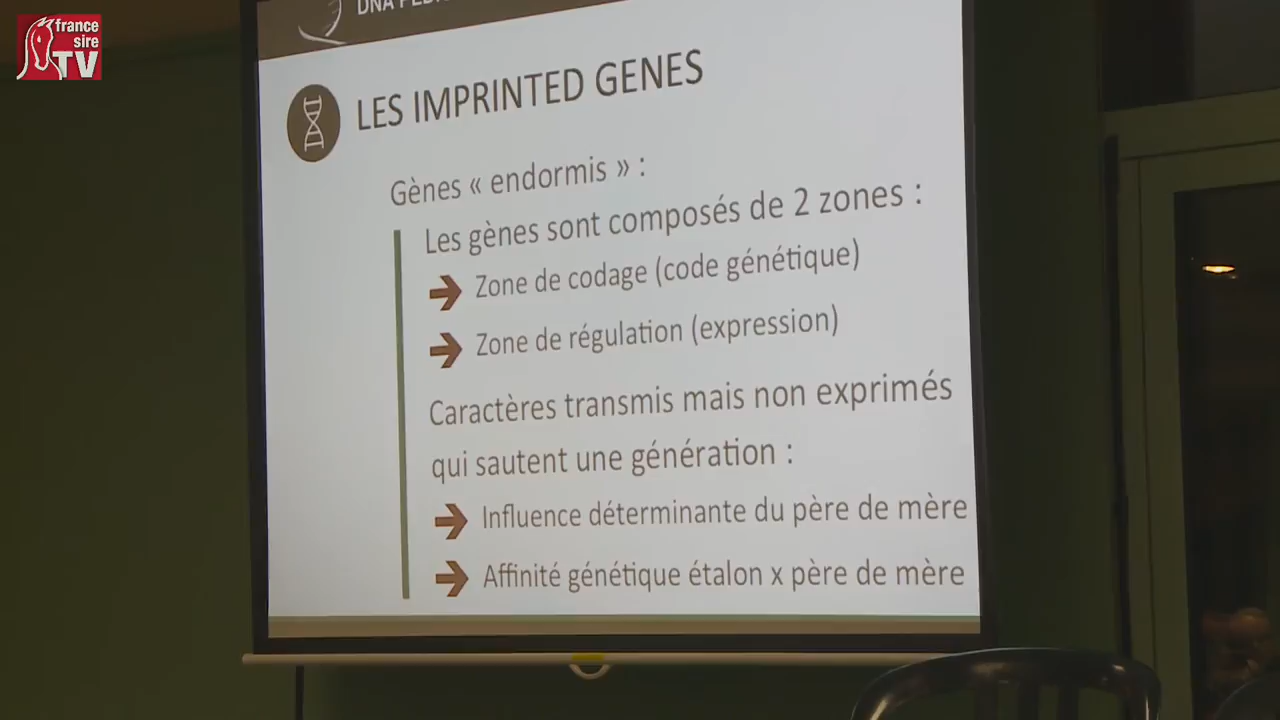 france
sire
TV
DNA
LES IMPRINTED GENES
Gènes « endormis » :
Les gènes sont composés de 2 zones :
Zone de codage (code génétique)
Zone de régulation (expression)
Caractères transmis mais non exprimés
qui sautent une génération :
Influence déterminante du père de mère
Affinité génétique étalon x père de mère